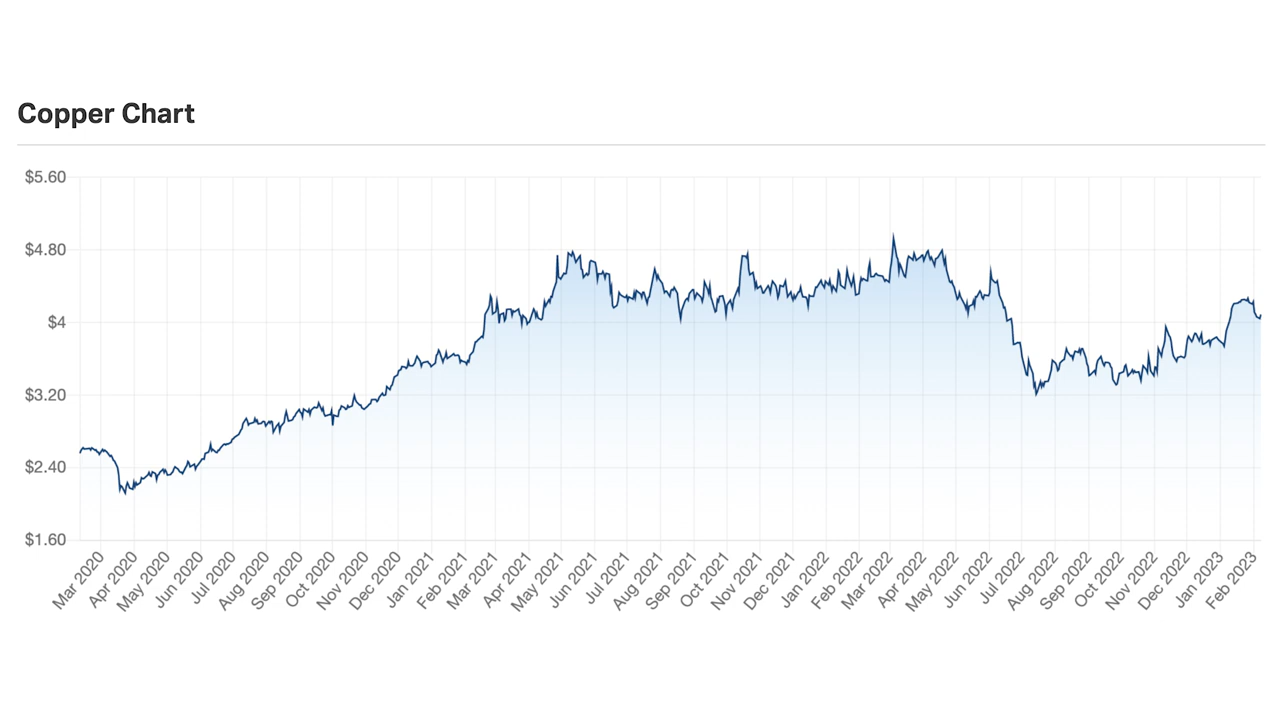 Copper Chart
$5.60
$4.80
$4
$3.20
$2.40
$1.60
Mar 2020
Apr 2020
May 2020
Jun 2020
Jul 2020
Aug 2020
Sep 2020
Oct 2020
Nov 2020
Dec 2020
Jan 2021
Feb 2021
Mar 2021
Apr 2021
May 2021
Jun 2021
Jul 2021
Aug 2021
Sep 2021
Oct 2021
Nov 2021
Dec 2021
Jan 2022
Feb 2022
Mar 2022
Apr 2022
May 2022
Jun 2022
Jul 2022
Aug 2022
Sep 2022
Oct 2022
Nov 2022
Dec 2022
Jan 2023
Feb 2023